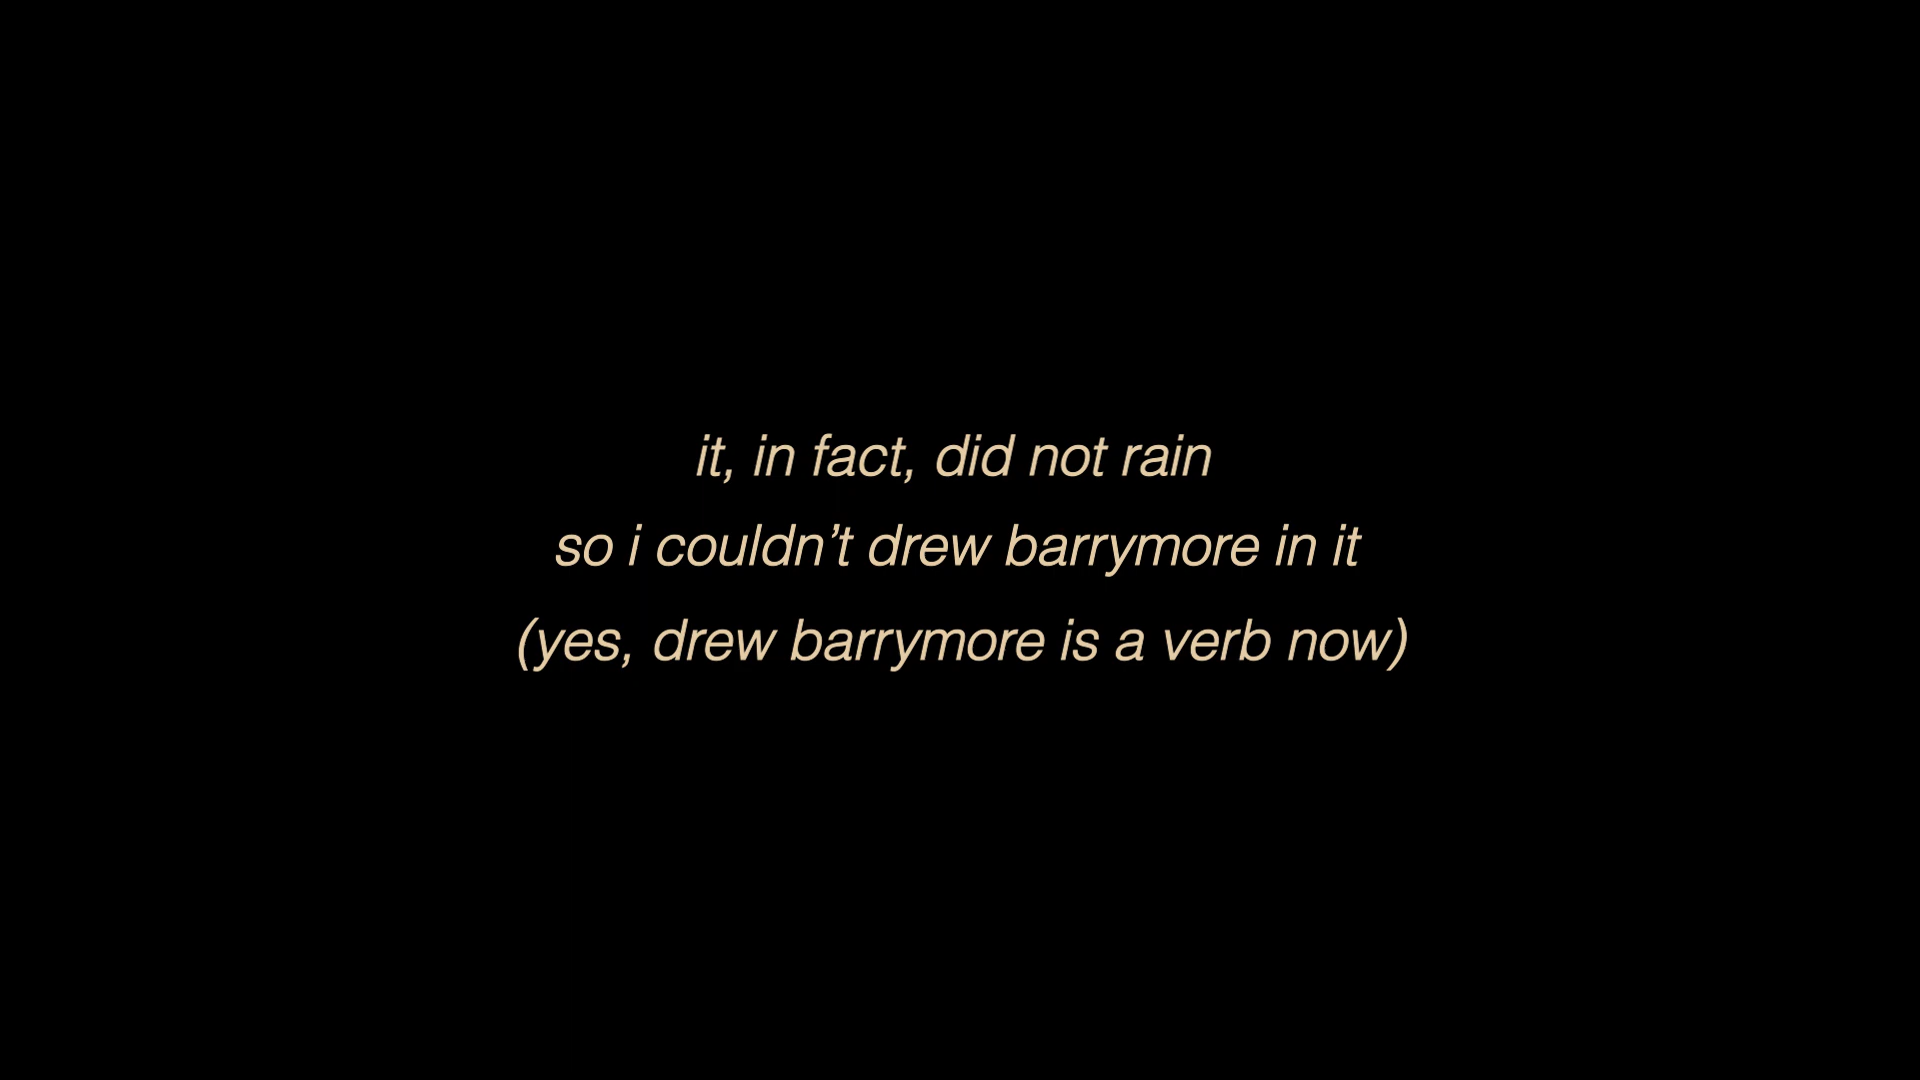 it, in fact, did not rain
so i couldn’t drew barrymore in it
(yes, drew barrymore is a verb now)